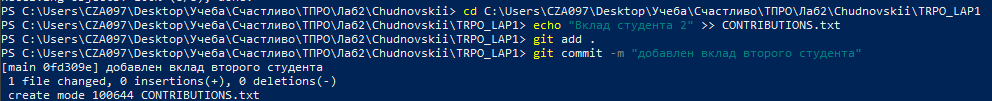 PS C:\Users\CZA097\Desktop\Учеба\Счастливо\ТПРО\Лаб2\Chudnovskii> cd C:\Users\CZA097\Desktop\Учеба\Счастливо\ТПРО\Лаб2\Chudnovskii\TRPO_LAP1
PS C:\Users\CZA097\Desktop\Учеба\Счастливо\ТПРО\Лаб2\Chudnovskii\TRPO_LAP1> echo "Вклад студента 2" >> CONTRIBUTIONS.txt
PS C:\Users\CZA097\Desktop\Учеба\Счастливо\ТПРО\Лаб2\Chudnovskii\TRPO_LAP1> git add .
PS C:\Users\CZA097\Desktop\Учеба\Счастливо\ТПРО\Лаб2\Chudnovskii\TRPO_LAP1> git commit -m "добавлен вклад второго студента"
[main 0fd309e] добавлен вклад второго студента
1 file changed, 0 insertions(+), 0 deletions(-)
create mode 100644 CONTRIBUTIONS.txt